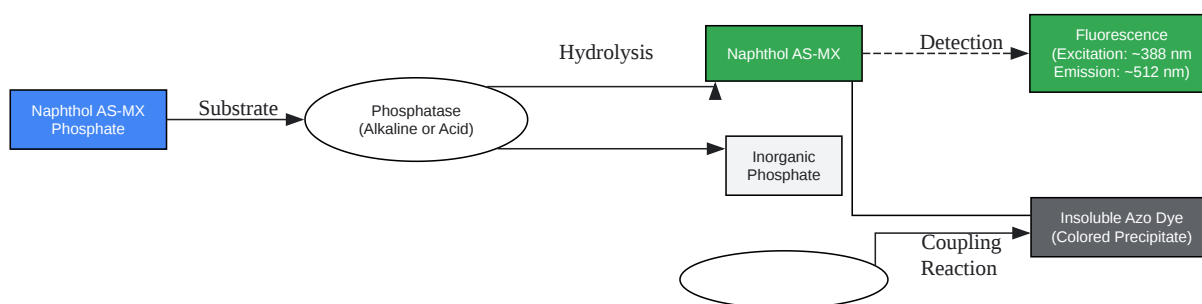 Naphthol AS-MX
Phosphate
Substrate
Phosphatase
(Alkaline or Acid)
Hydrolysis
Naphthol AS-MX
Detection
Fluorescence
(Excitation: ~388 nm
Emission: ~512 nm)
Inorganic
Phosphate
Coupling
Reaction
Insoluble Azo Dye
(Colored Precipitate)